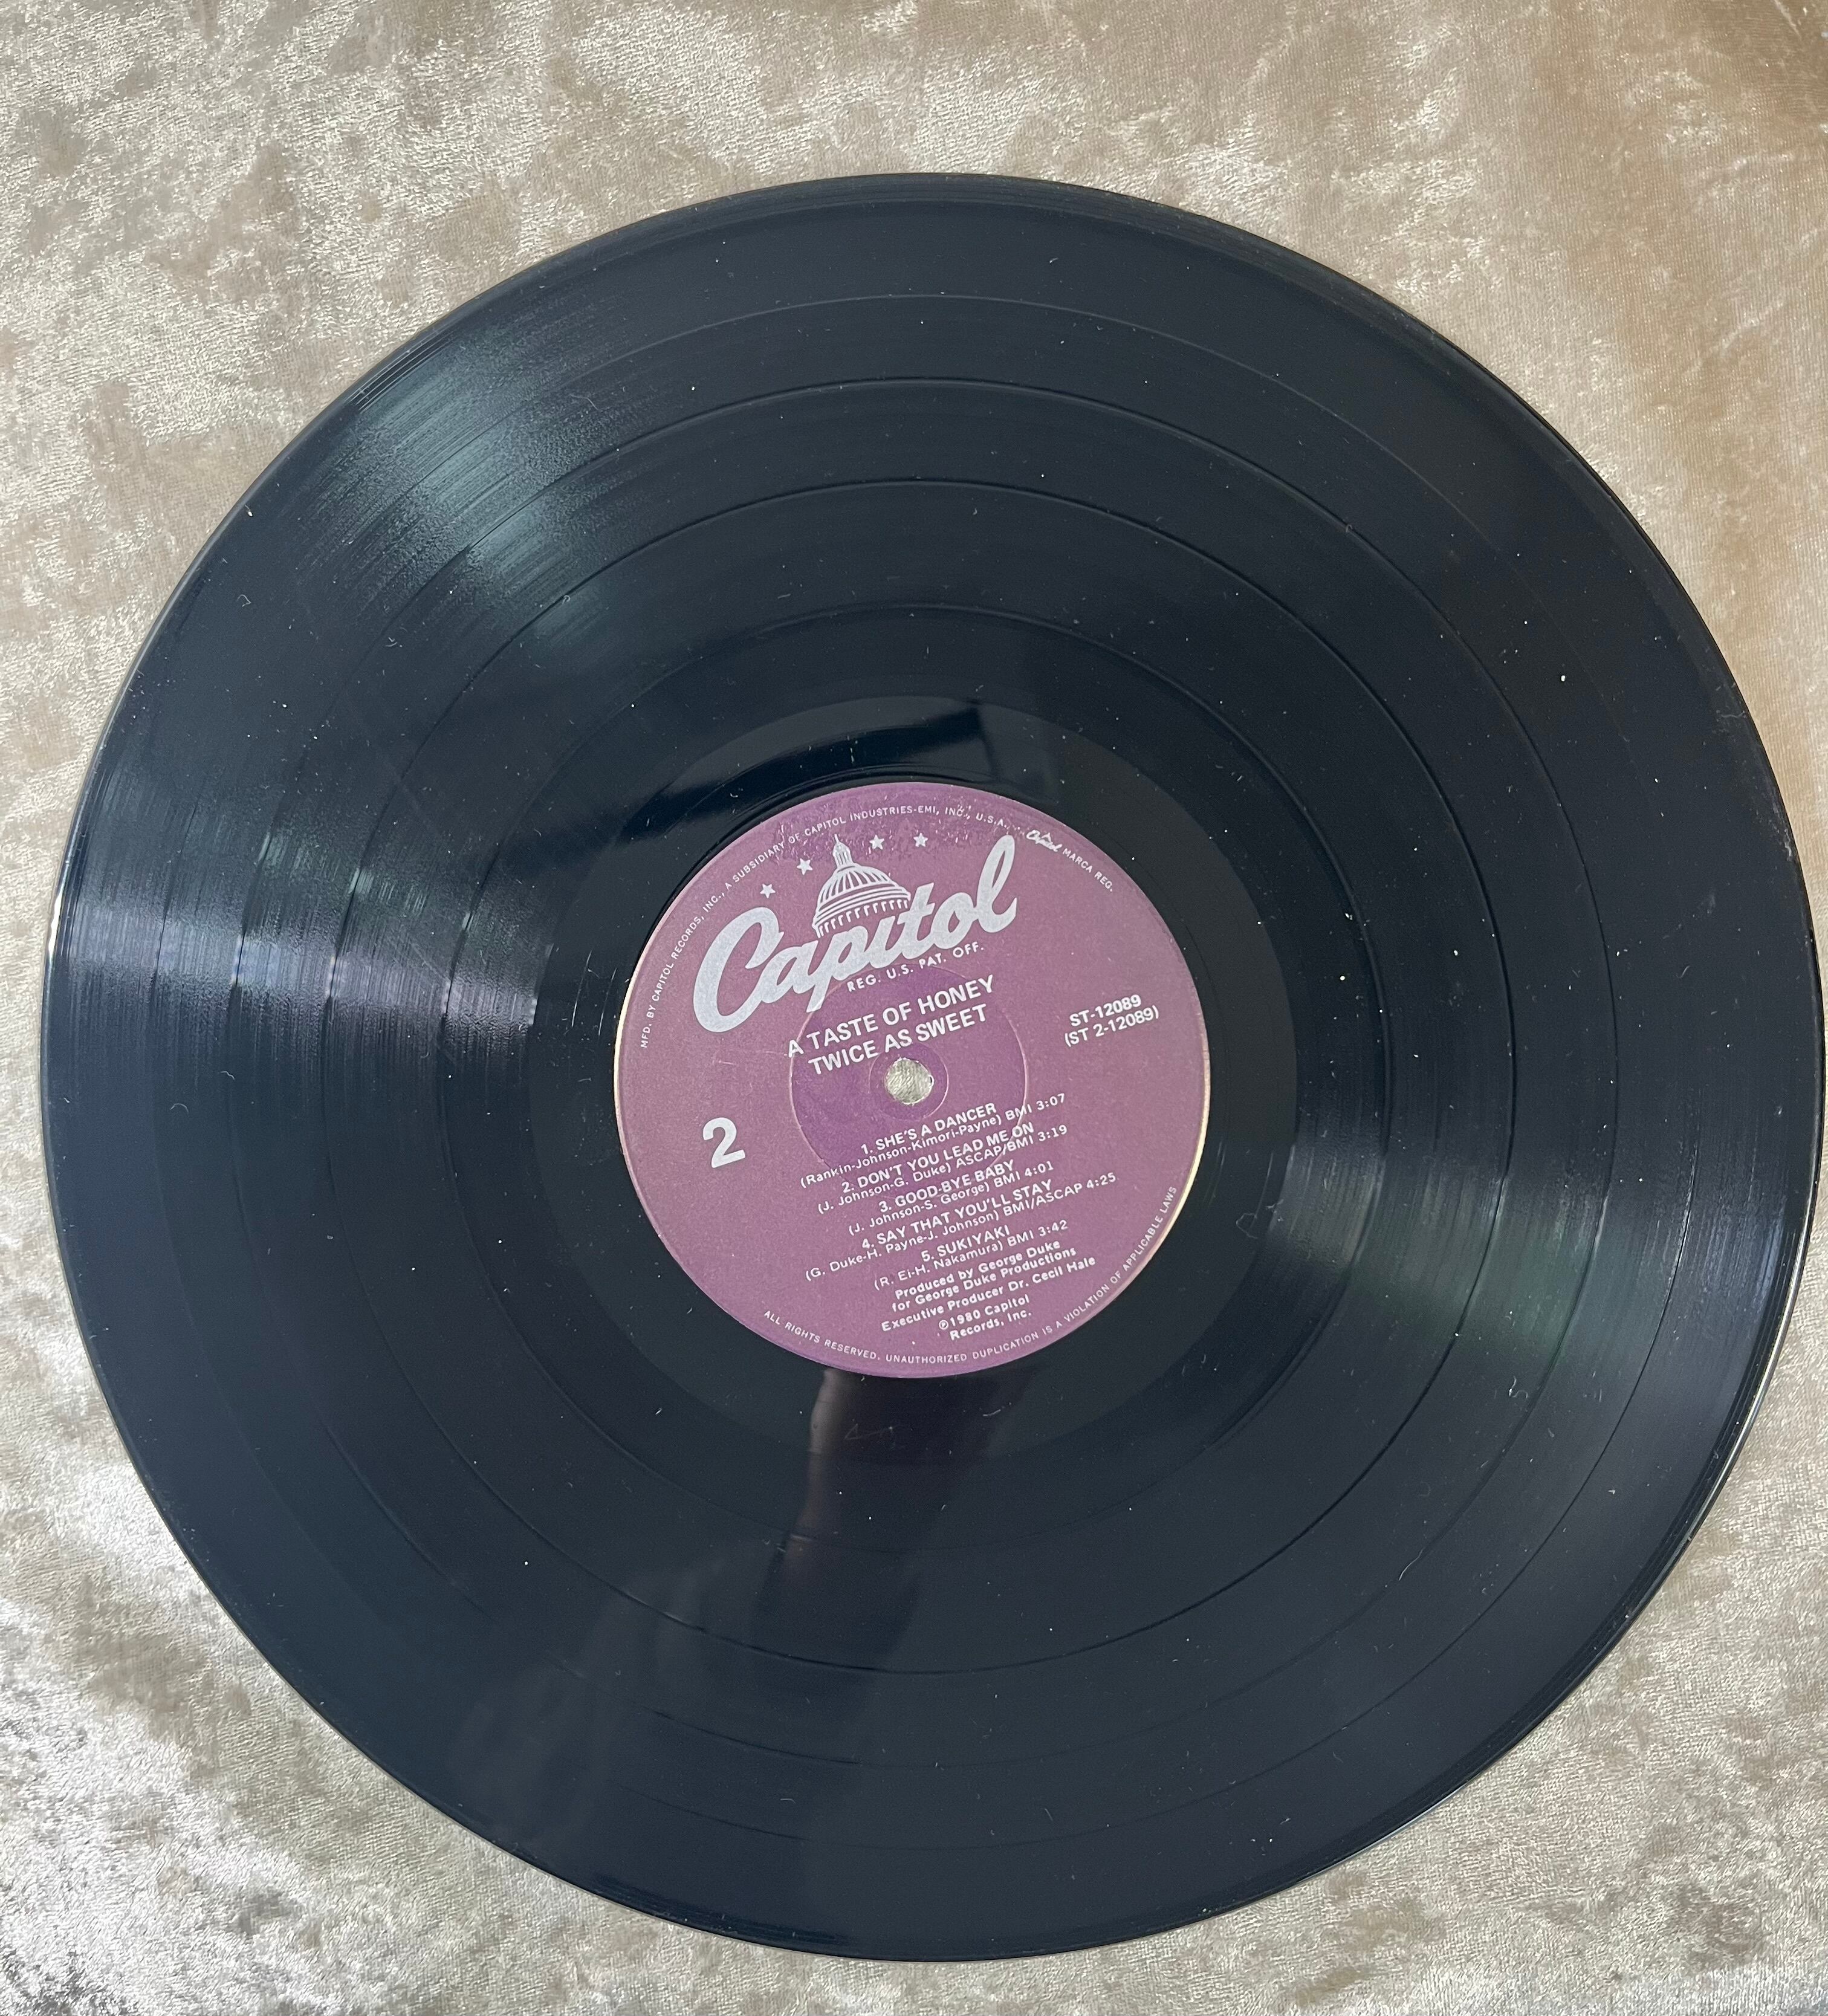 MFD. BY CAPITOL RECORDS, INC., A SUBSIDIARY OF CAPITOL INDUSTRIES-EMI, INC., U.S.A. . Capitol MARCA REG.
Capitol
REG. U.S. PAT. OFF.
A TASTE OF HONEY
TWICE AS SWEET
ST-12089
(ST 2-12089)
2
1. SHE'S A DANCER
(Rankin-Johnson-Kimori-Payne) BMI 3:07
2. DON'T YOU LEAD ME ON
(J. Johnson-G. Duke) ASCAP/BMI 3:19
3. GOOD-BYE BABY
(J. Johnson-S. George) BMI 4:01
4. SAY THAT YOU'LL STAY
(G. Duke-H. Payne-J. Johnson) BMI/ASCAP 4:25
5. SUKIYAKI
(R. Ei-H. Nakamura) BMI 3:42
Produced by George Duke
for George Duke Productions
Executive Producer Dr. Cecil Hale
℗1980 Capitol
Records, Inc.
ALL RIGHTS RESERVED. UNAUTHORIZED DUPLICATION IS A VIOLATION OF APPLICABLE LAWS